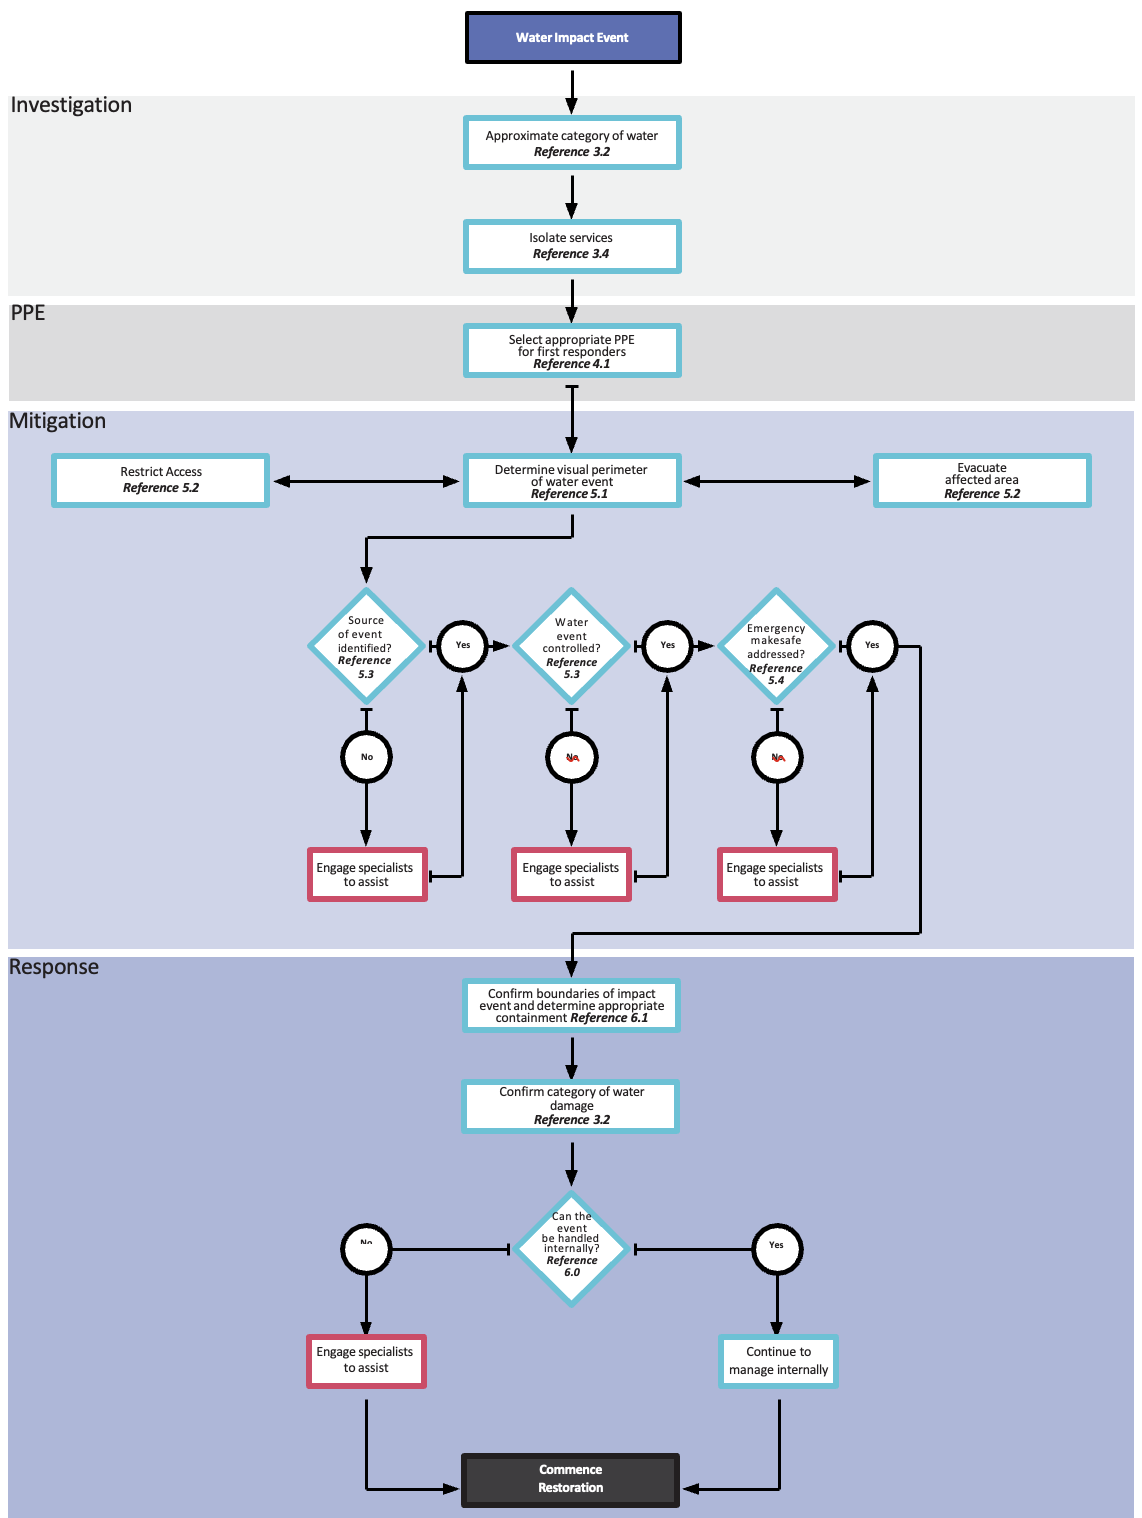 Water Impact Event
Investigation
Approximate category of water
Reference 3.2
Isolate services
Reference 3.4
PPE
Select appropriate PPE
for first responders
Reference 4.1
Mitigation
Restrict Access
Reference 5.2
Determine visual perimeter
of water event
Reference 5.1
Evacuate
affected area
Reference 5.2
Source
of event
identified?
Reference
5.3
Yes
Water
event
controlled?
Reference
5.3
Yes
Emergency
makesafe
addressed?
Reference
5.4
Yes
No
No
No
Engage specialists
to assist
Engage specialists
to assist
Engage specialists
to assist
Response
Confirm boundaries of impact
event and determine appropriate
containment Reference 6.1
Confirm category of water
damage
Reference 3.2
Can the
event
be handled
internally?
Reference
6.0
No
Yes
Engage specialists
to assist
Continue to
manage internally
Commence
Restoration